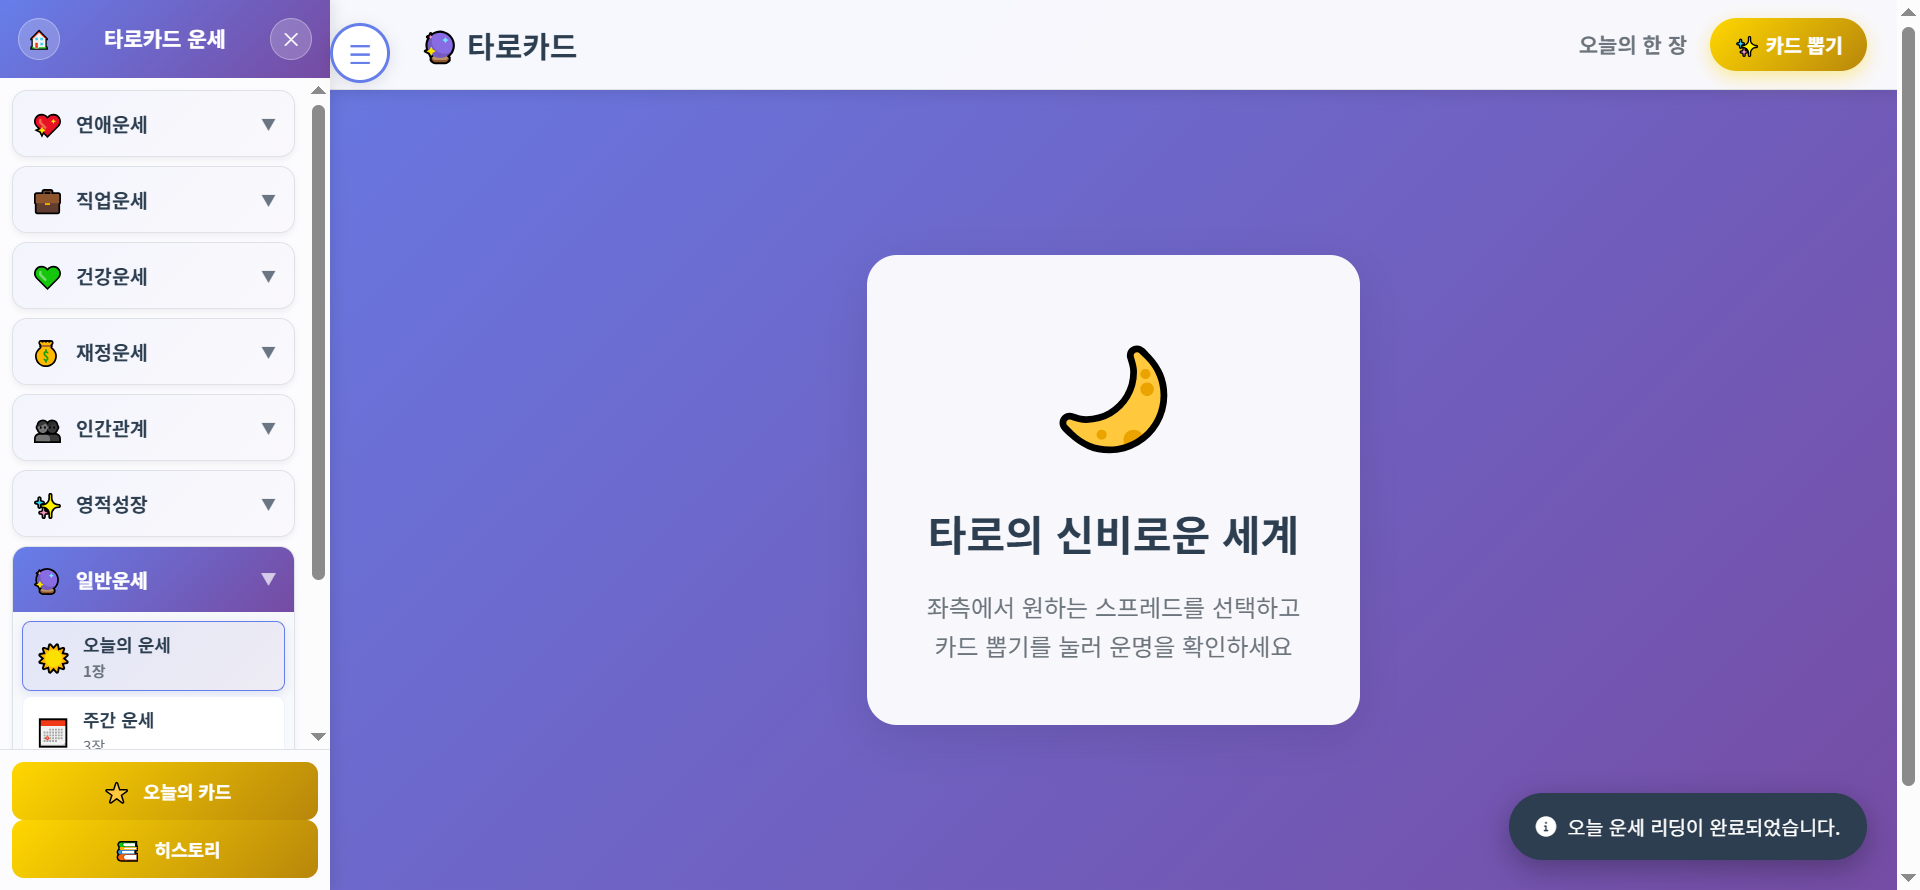 타로카드 운세
연애운세
직업운세
건강운세
재정운세
인간관계
영적성장
일반운세
오늘의 운세
1장
주간 운세
3장
오늘의 카드
히스토리
타로카드
오늘의 한 장
카드 뽑기
타로의 신비로운 세계
좌측에서 원하는 스프레드를 선택하고
카드 뽑기를 눌러 운명을 확인하세요
오늘 운세 리딩이 완료되었습니다.